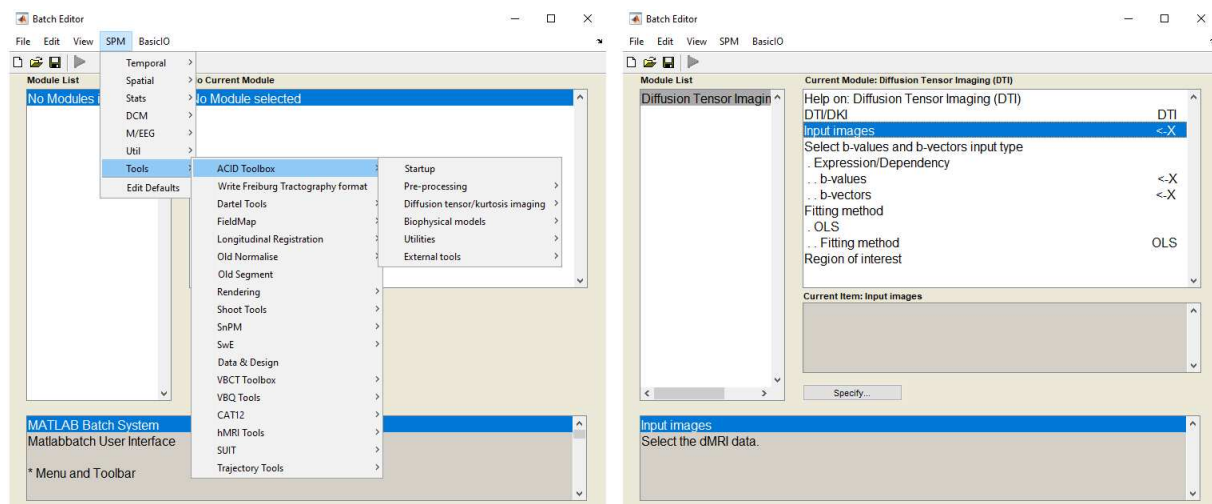 Batch Editor
File Edit View SPM BasicIO
Module List
No Modules i
o Current Module
No Module selected
Temporal
Spatial
Stats
DCM
M/EEG
Util
Tools
Edit Defaults
ACID Toolbox
Write Freiburg Tractography format
Dartel Tools
FieldMap
Longitudinal Registration
Old Normalise
Old Segment
Rendering
Shoot Tools
SnPM
SwE
Data & Design
VBCT Toolbox
VBQ Tools
CAT12
hMRI Tools
SUIT
Trajectory Tools
Startup
Pre-processing
Diffusion tensor/kurtosis imaging
Biophysical models
Utilities
External tools
MATLAB Batch System
Matlabbatch User Interface
* Menu and Toolbar
Batch Editor
File Edit View SPM BasicIO
Module List
Diffusion Tensor Imagin
Current Module: Diffusion Tensor Imaging (DTI)
Help on: Diffusion Tensor Imaging (DTI)
DTI/DKI DTI
Input images <-X
Select b-values and b-vectors input type
. Expression/Dependency
. . b-values <-X
. . b-vectors <-X
Fitting method
. OLS
. . Fitting method OLS
Region of interest
Current Item: Input images
Specify...
Input images
Select the dMRI data.